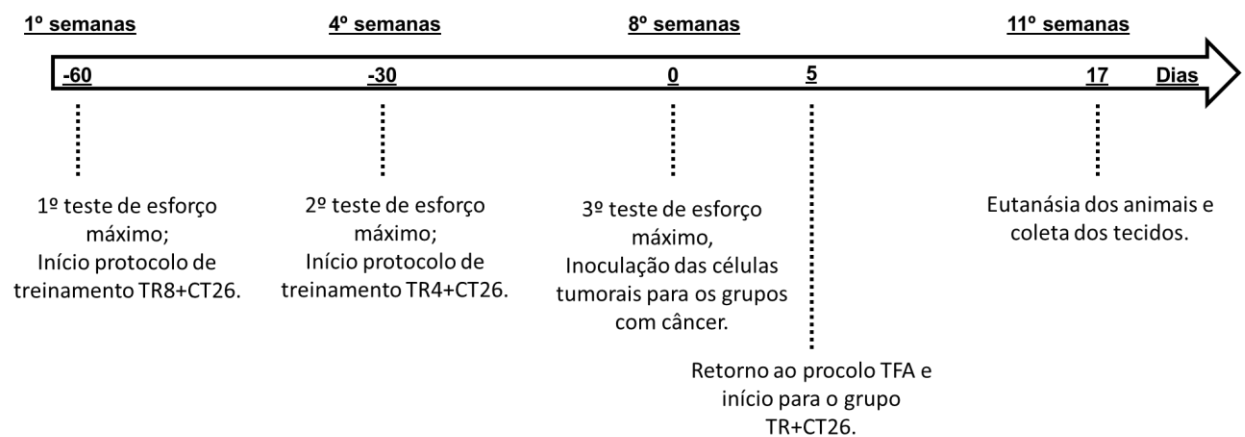 1º semanas
4º semanas
8º semanas
11º semanas
-60
-30
0
5
17
Dias
1º teste de esforço
máximo;
Início protocolo de
treinamento TR8+CT26.
2º teste de esforço
máximo;
Início protocolo de
treinamento TR4+CT26.
3º teste de esforço
máximo,
Inoculação das células
tumorais para os grupos
com câncer.
Retorno ao procolo TFA e
início para o grupo
TR+CT26.
Eutanásia dos animais e
coleta dos tecidos.